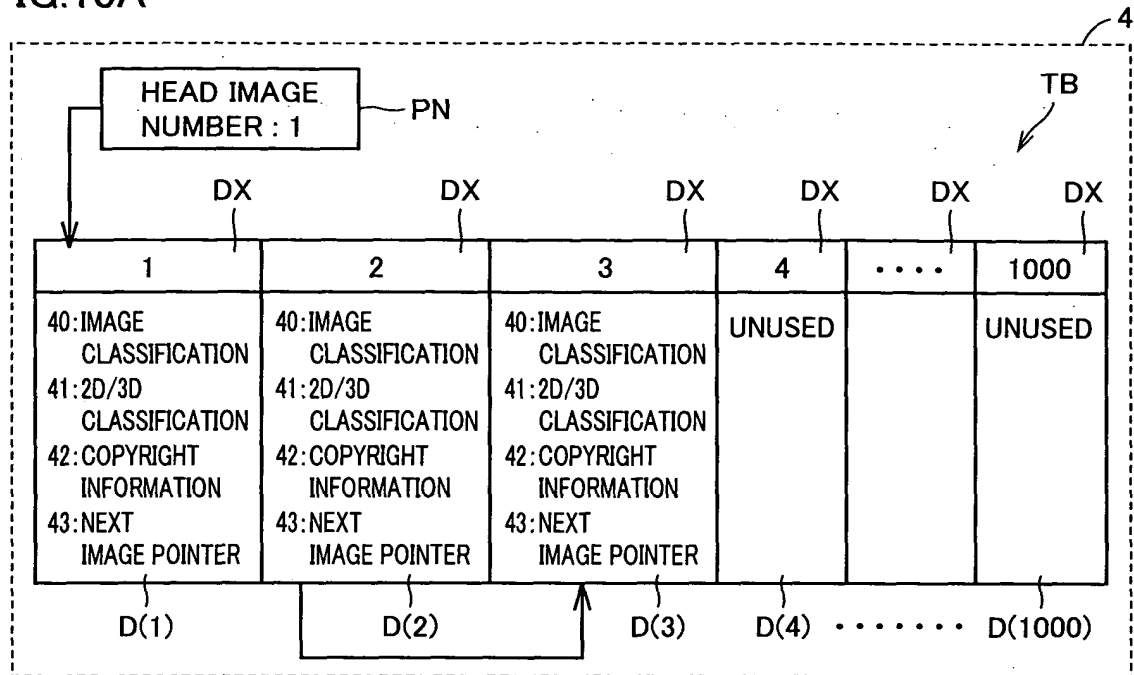 IG.10A
4
HEAD IMAGE
NUMBER : 1
PN
TB
DX DX DX DX DX DX
1 2 3 4 ···· 1000
40:IMAGE CLASSIFICATION
41:2D/3D CLASSIFICATION
42:COPYRIGHT INFORMATION
43:NEXT IMAGE POINTER
40:IMAGE CLASSIFICATION
41:2D/3D CLASSIFICATION
42:COPYRIGHT INFORMATION
43:NEXT IMAGE POINTER
40:IMAGE CLASSIFICATION
41:2D/3D CLASSIFICATION
42:COPYRIGHT INFORMATION
43:NEXT IMAGE POINTER
UNUSED
UNUSED
D(1) D(2) D(3) D(4) ······· D(1000)